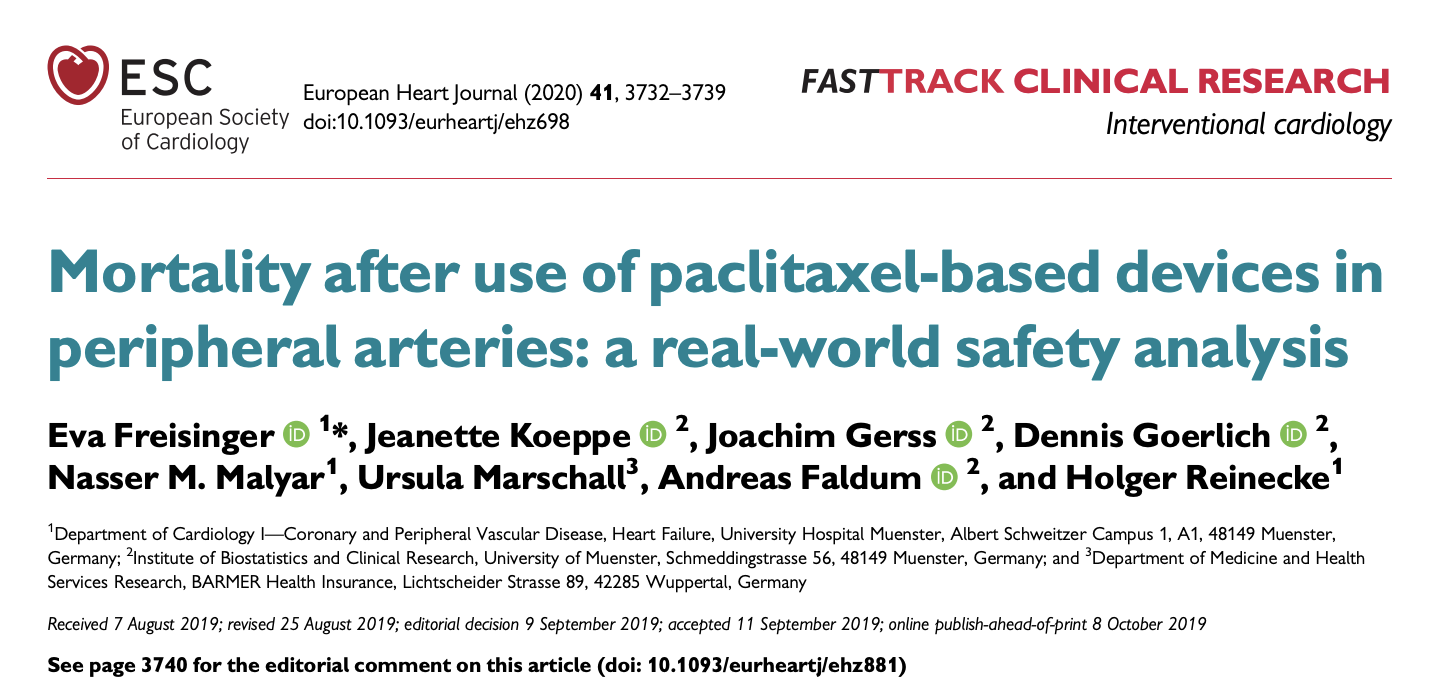 ESC
European Society
of Cardiology
European Heart Journal (2020) 41, 3732–3739
doi:10.1093/eurheartj/ehz698
FASTTRACK CLINICAL RESEARCH
Interventional cardiology
Mortality after use of paclitaxel-based devices in
peripheral arteries: a real-world safety analysis
Eva Freisinger iD 1*, Jeanette Koeppe iD 2, Joachim Gerss iD 2, Dennis Goerlich iD 2,
Nasser M. Malyar1, Ursula Marschall3, Andreas Faldum iD 2, and Holger Reinecke1
1Department of Cardiology I—Coronary and Peripheral Vascular Disease, Heart Failure, University Hospital Muenster, Albert Schweitzer Campus 1, A1, 48149 Muenster,
Germany; 2Institute of Biostatistics and Clinical Research, University of Muenster, Schmeddingstrasse 56, 48149 Muenster, Germany; and 3Department of Medicine and Health
Services Research, BARMER Health Insurance, Lichtscheider Strasse 89, 42285 Wuppertal, Germany
Received 7 August 2019; revised 25 August 2019; editorial decision 9 September 2019; accepted 11 September 2019; online publish-ahead-of-print 8 October 2019
See page 3740 for the editorial comment on this article (doi: 10.1093/eurheartj/ehz881)